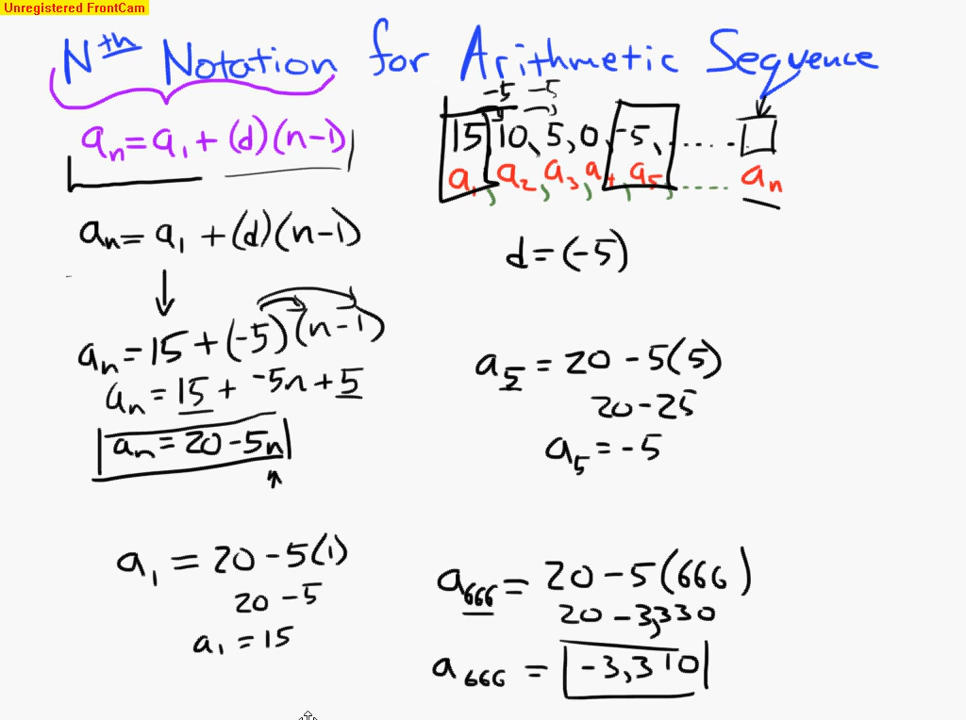 Unregistered FrontCam
Nth Notation for Arithmetic Sequence
-5 -5
aₙ = a₁ + (d)(n-1)
15 10, 5, 0, -5, ..... □
a₁, a₂, a₃, a₄, a₅, ..... aₙ
aₙ = a₁ + (d)(n-1)
d = (-5)
aₙ = 15 + (-5)(n-1)
aₙ = 15 + -5n + 5
aₙ = 20 - 5n
a₅ = 20 - 5(5)
20 - 25
a₅ = -5
a₁ = 20 - 5(1)
20 - 5
a₁ = 15
a₆₆₆ = 20 - 5(666)
20 - 3,330
a₆₆₆ = -3,310